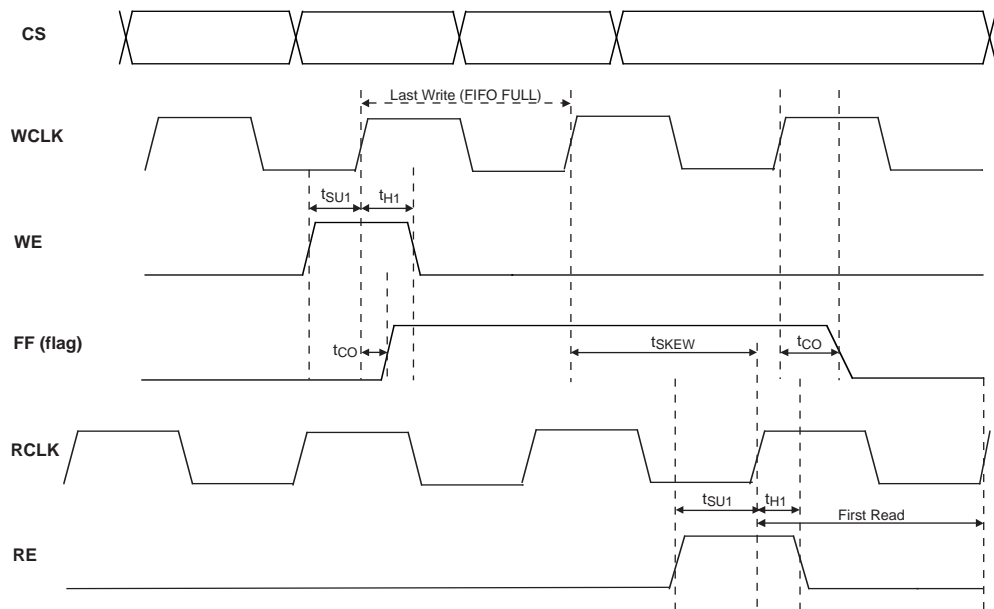 CS
Last Write (FIFO FULL)
WCLK
tSU1 tH1
WE
FF (flag)
tCO tSKEW tCO
RCLK
tSU1 tH1
First Read
RE